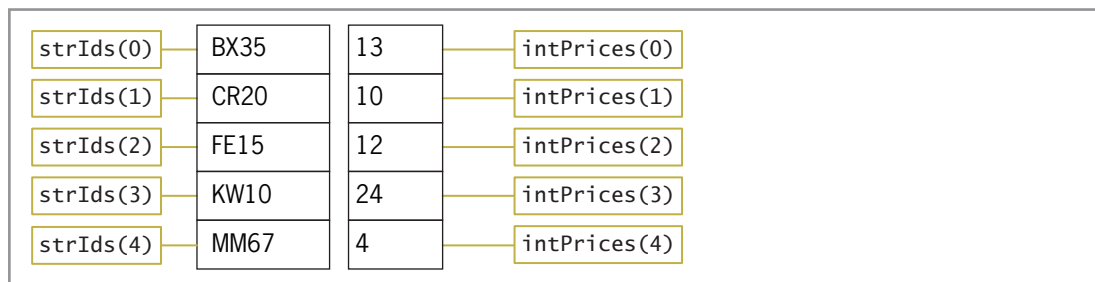 strIds(0) BX35 13 intPrices(0)
strIds(1) CR20 10 intPrices(1)
strIds(2) FE15 12 intPrices(2)
strIds(3) KW10 24 intPrices(3)
strIds(4) MM67 4 intPrices(4)